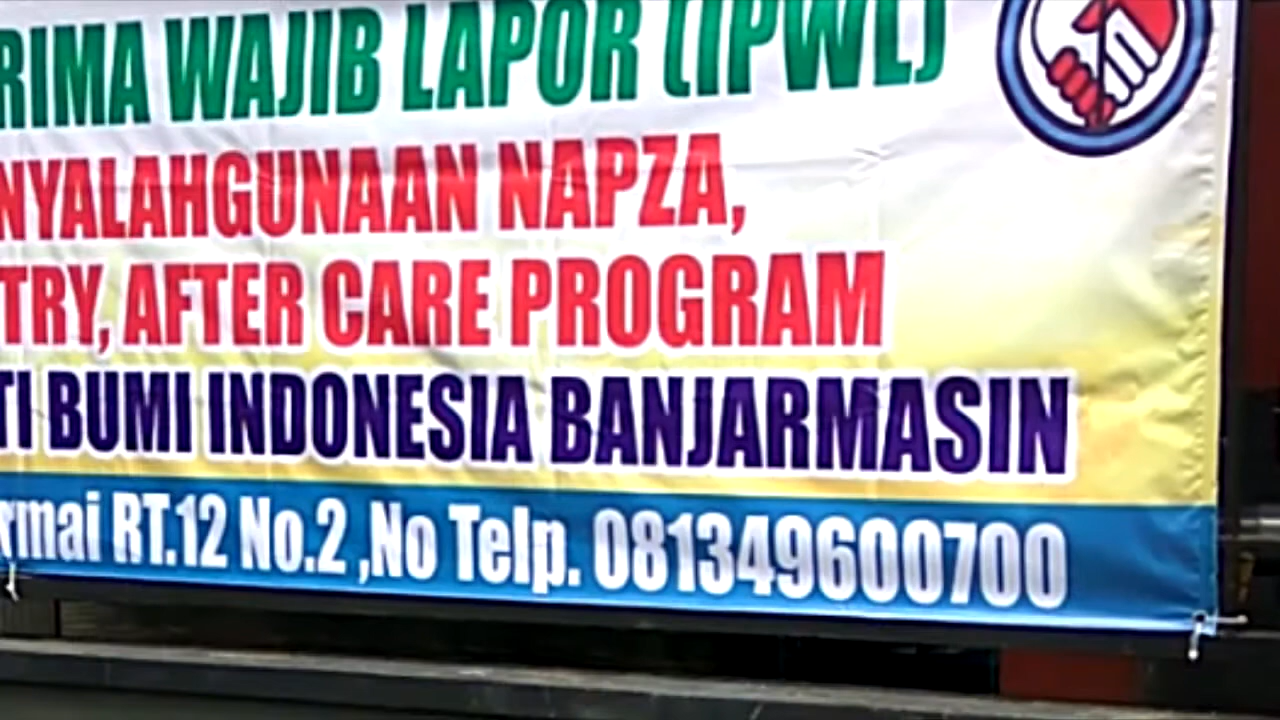 RIMA WAJIB LAPOR (IPWL)
NYALAHGUNAAN NAPZA,
TRY, AFTER CARE PROGRAM
TI BUMI INDONESIA BANJARMASIN
rmai RT.12 No.2 ,No Telp. 081349600700